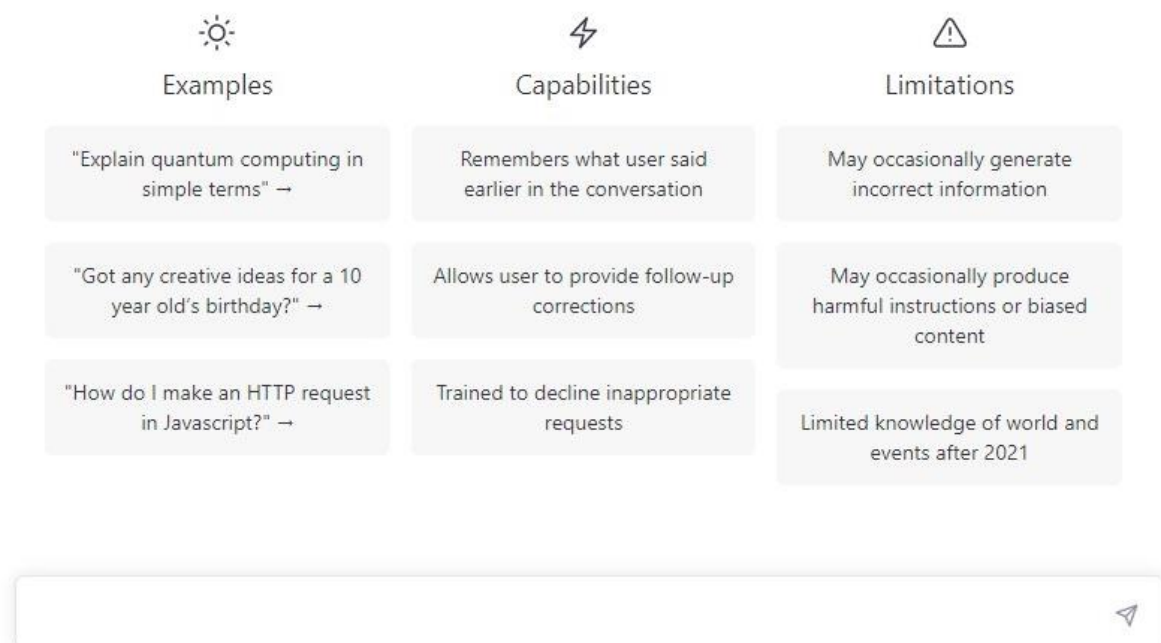 Examples
"Explain quantum computing in
simple terms" →
"Got any creative ideas for a 10
year old's birthday?" →
"How do I make an HTTP request
in Javascript?" →
Capabilities
Remembers what user said
earlier in the conversation
Allows user to provide follow-up
corrections
Trained to decline inappropriate
requests
Limitations
May occasionally generate
incorrect information
May occasionally produce
harmful instructions or biased
content
Limited knowledge of world and
events after 2021